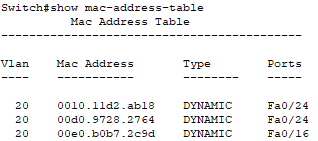 Switch#show mac-address-table
Mac Address Table
-------------------------------------------
Vlan Mac Address Type Ports
---- ----------- -------- -----
20 0010.11d2.ab18 DYNAMIC Fa0/24
20 00d0.9728.2764 DYNAMIC Fa0/24
20 00e0.b0b7.2c9d DYNAMIC Fa0/16